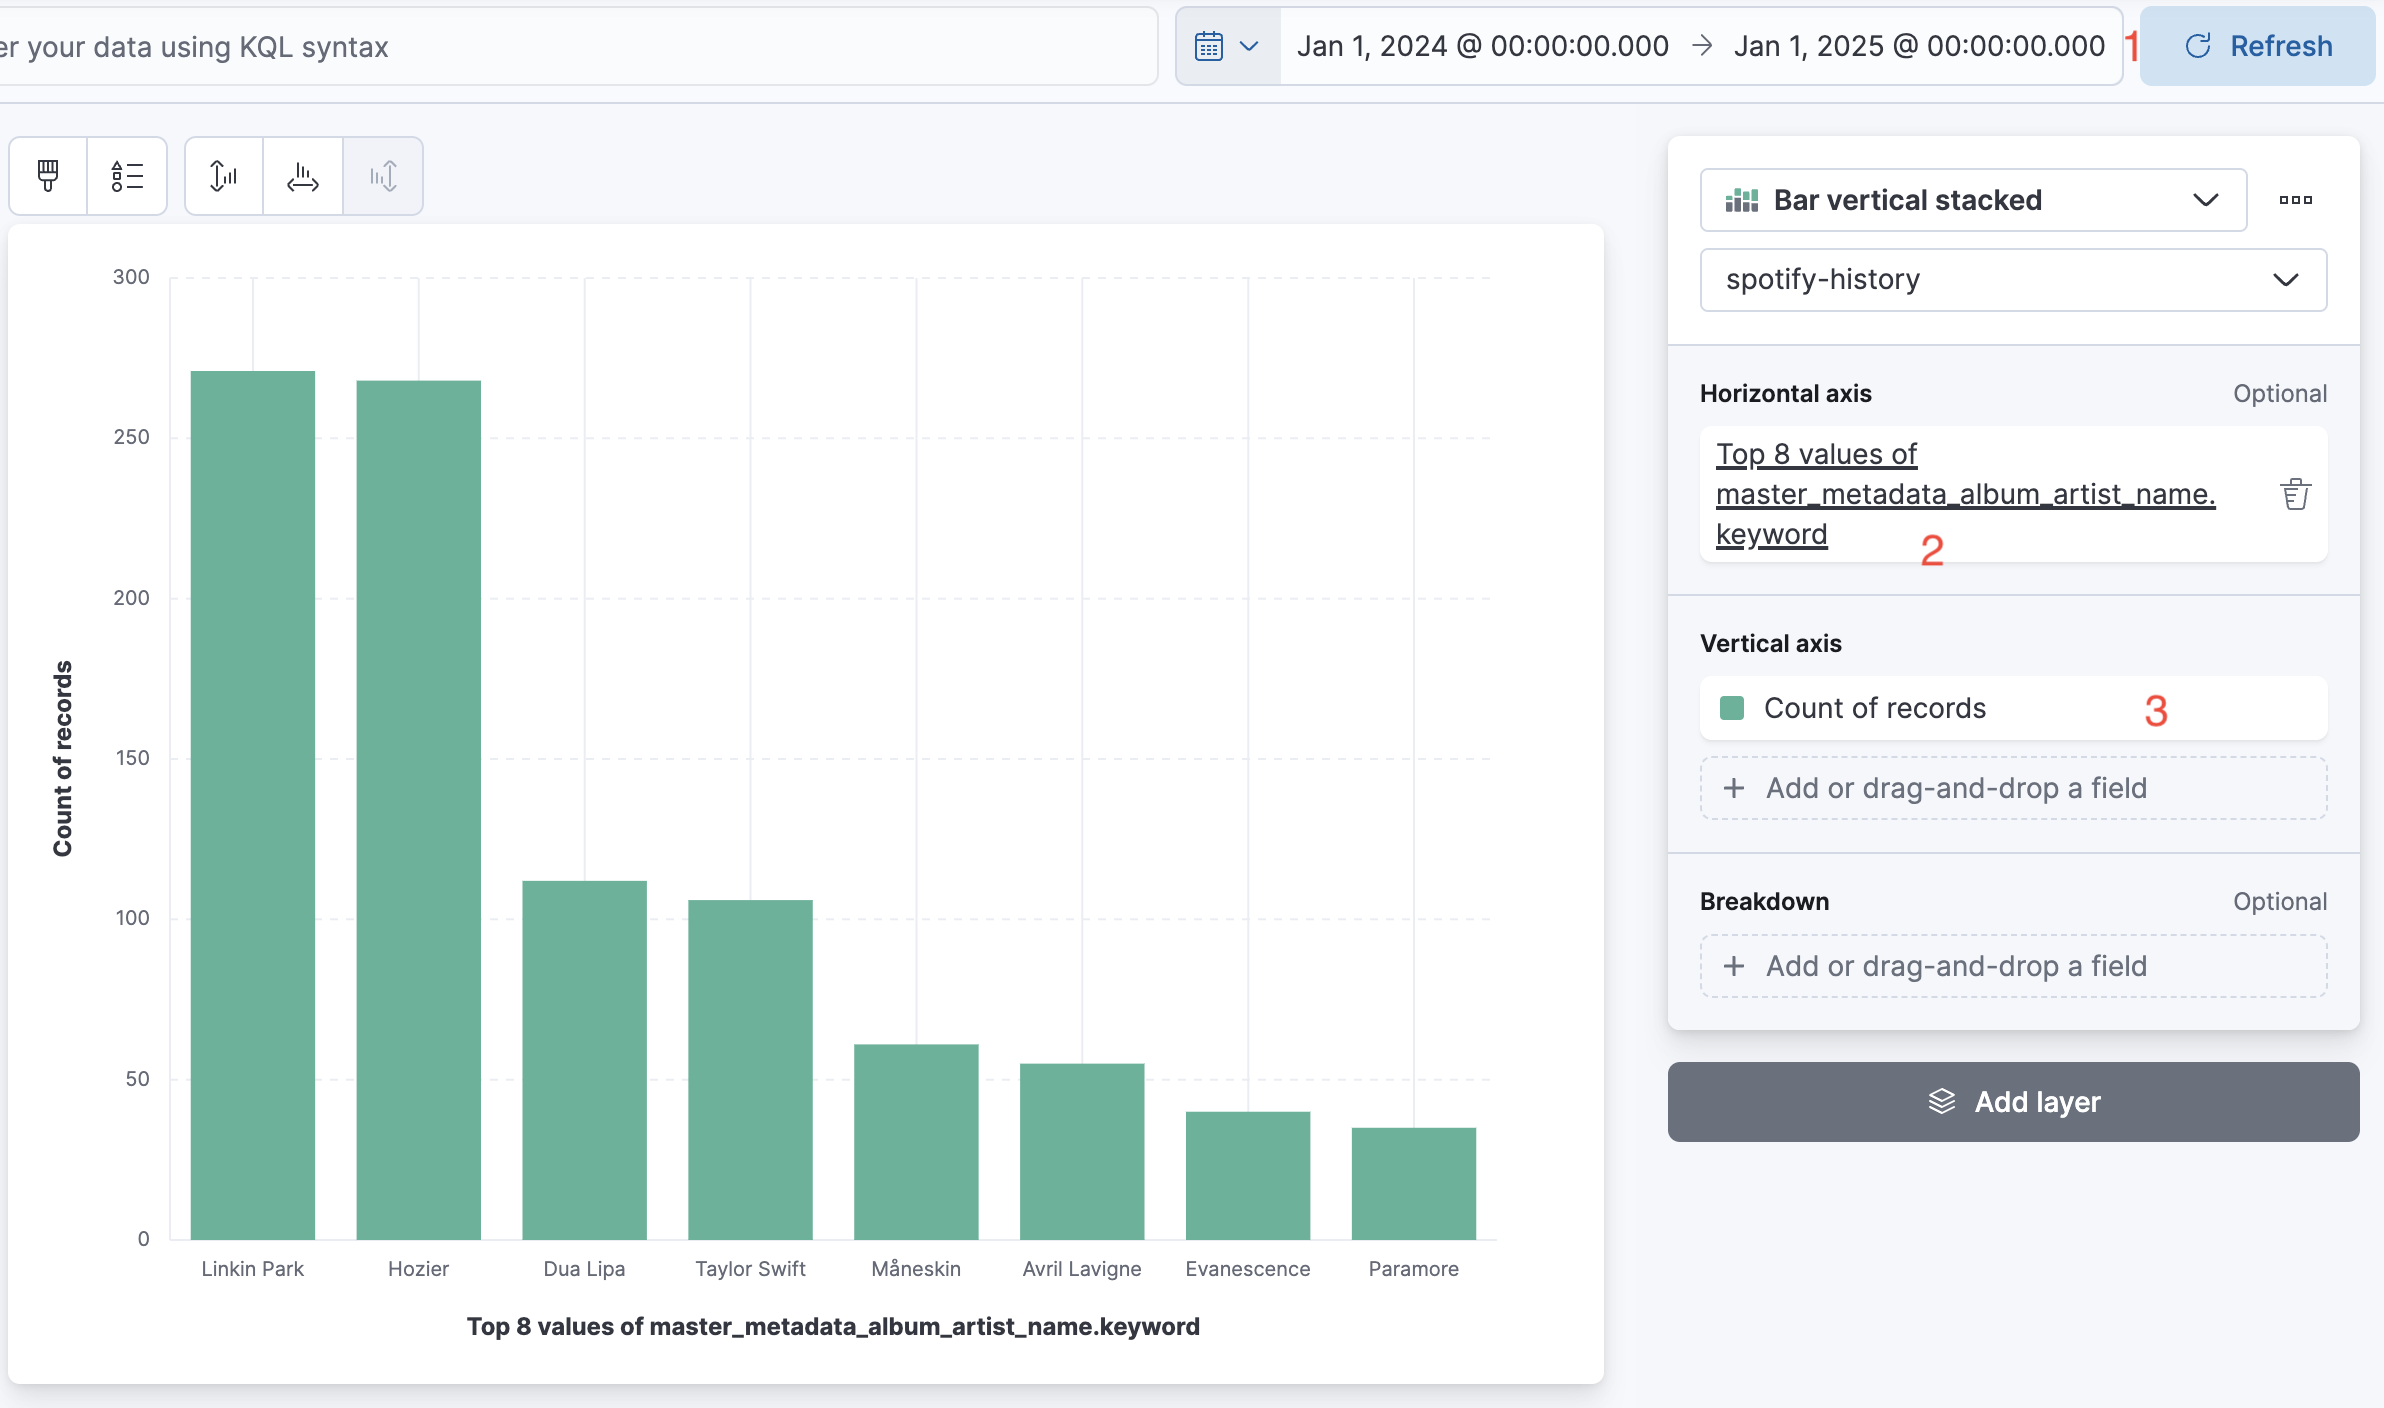 er your data using KQL syntax
Jan 1, 2024 @ 00:00:00.000 → Jan 1, 2025 @ 00:00:00.000
1
Refresh
300
250
200
150
100
50
0
Count of records
Linkin Park
Hozier
Dua Lipa
Taylor Swift
Måneskin
Avril Lavigne
Evanescence
Paramore
Top 8 values of master_metadata_album_artist_name.keyword
Bar vertical stacked
spotify-history
Horizontal axis
Optional
Top 8 values of
master_metadata_album_artist_name.
keyword
2
Vertical axis
Count of records
3
Add or drag-and-drop a field
Breakdown
Optional
Add or drag-and-drop a field
Add layer